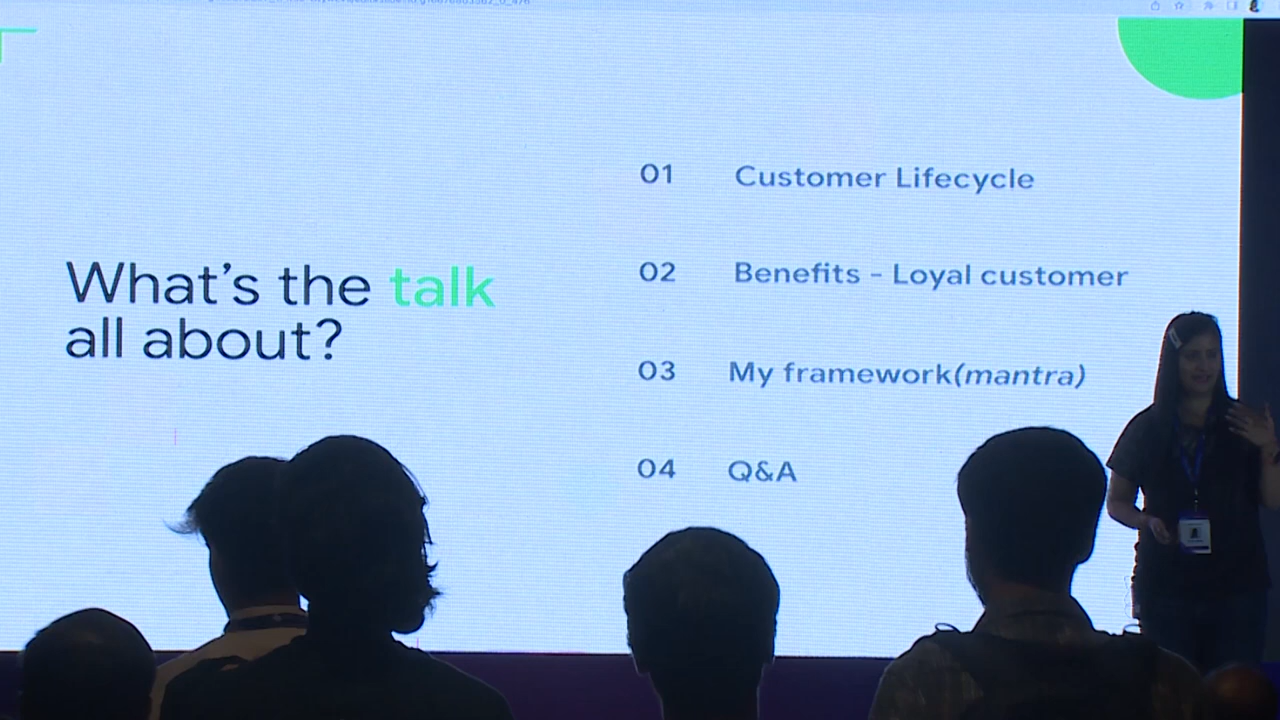 What's the talk
all about?
01 Customer Lifecycle
02 Benefits - Loyal customer
03 My framework(mantra)
04 Q&A